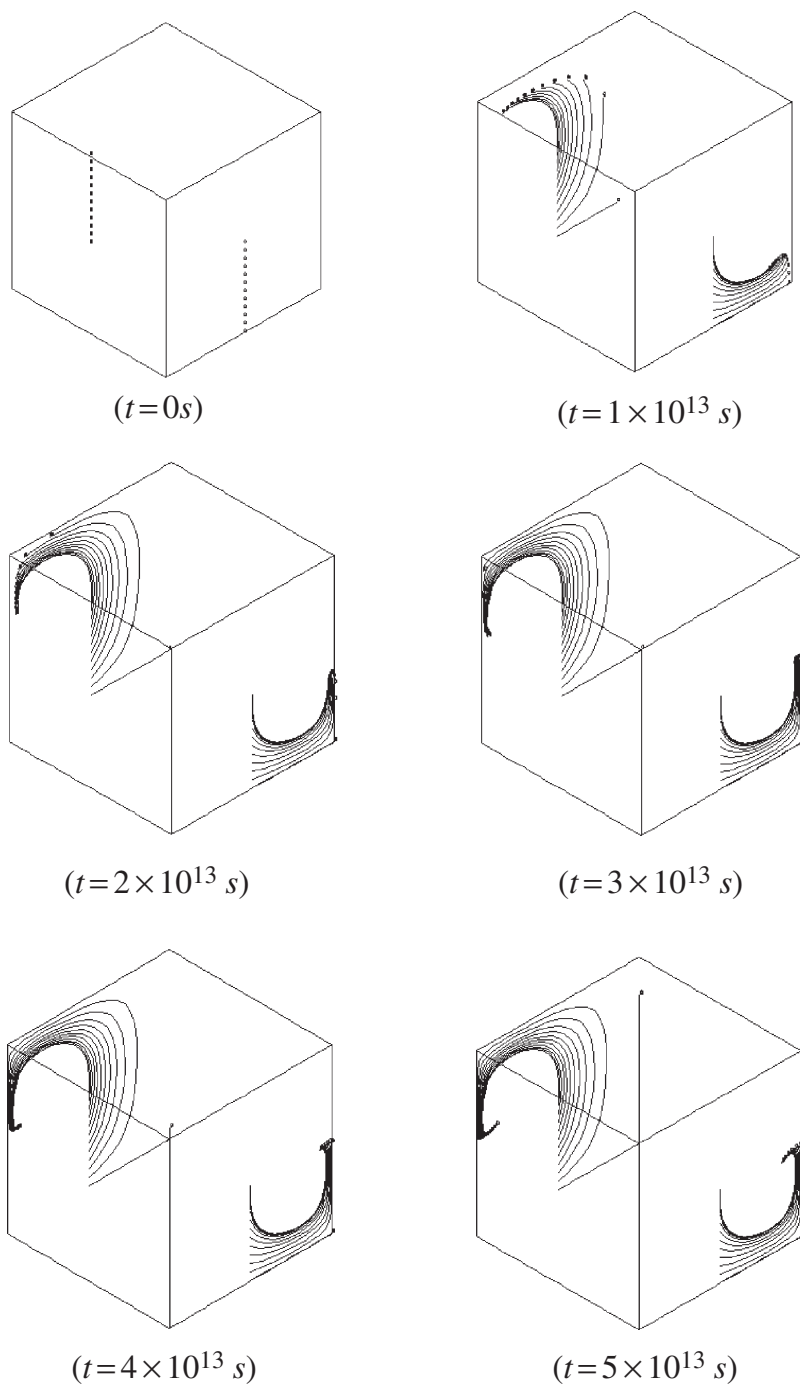 (t=0s)
(t=1×10¹³ s)
(t=2×10¹³ s)
(t=3×10¹³ s)
(t=4×10¹³ s)
(t=5×10¹³ s)